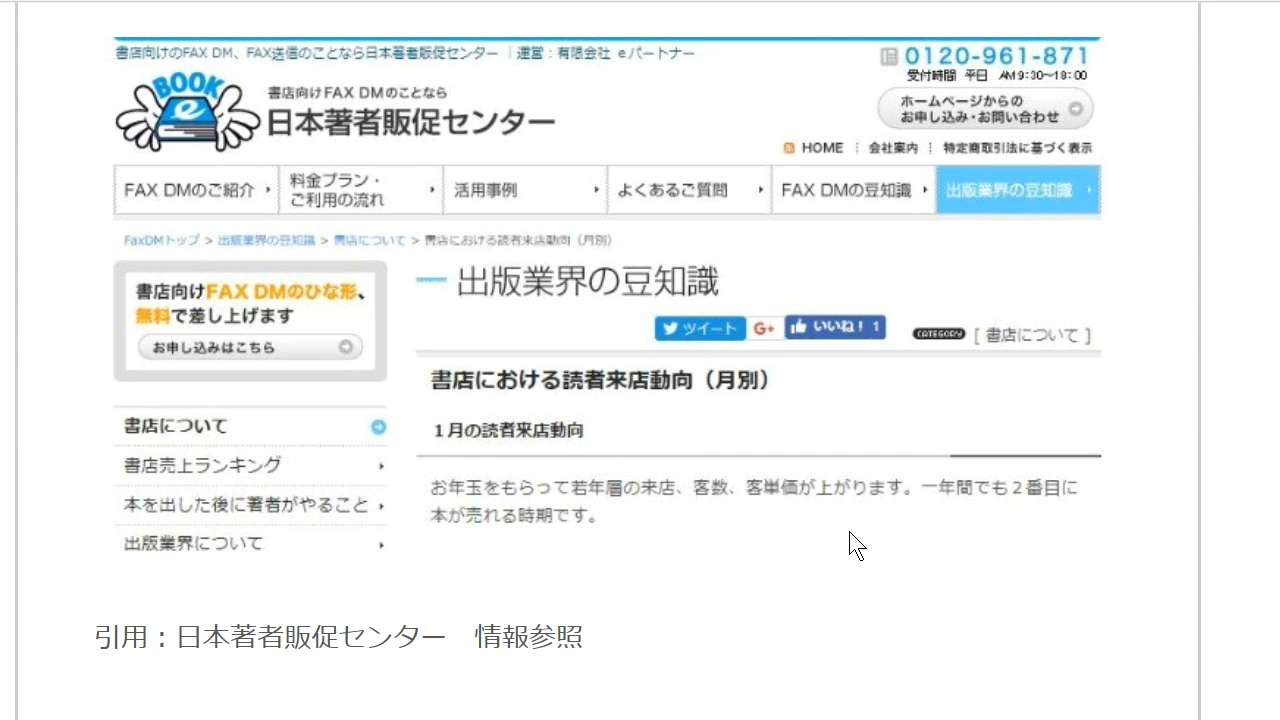 書店向けのFAX DM、FAX送信のことなら日本著者販促センター｜運営：有限会社 eパートナー
0120-961-871
受付時間 平日 AM9:30～18:00
BOOK
e
書店向けFAX DMのことなら
日本著者販促センター
ホームページからの
お申し込み・お問い合わせ
HOME ⋮ 会社案内 ⋮ 特定商取引法に基づく表示
FAX DMのご紹介
料金プラン・
ご利用の流れ
活用事例
よくあるご質問
FAX DMの豆知識
出版業界の豆知識
FaxDMトップ > 出版業界の豆知識 > 書店について > 書店における読者来店動向（月別）
書店向けFAX DMのひな形、
無料で差し上げます
お申し込みはこちら
書店について
書店売上ランキング
本を出した後に著者がやること
出版業界について
出版業界の豆知識
ツイート
G+
いいね！ 1
CATEGORY [ 書店について ]
書店における読者来店動向（月別）
１月の読者来店動向
お年玉をもらって若年層の来店、客数、客単価が上がります。一年間でも２番目に
本が売れる時期です。
引用：日本著者販促センター　情報参照